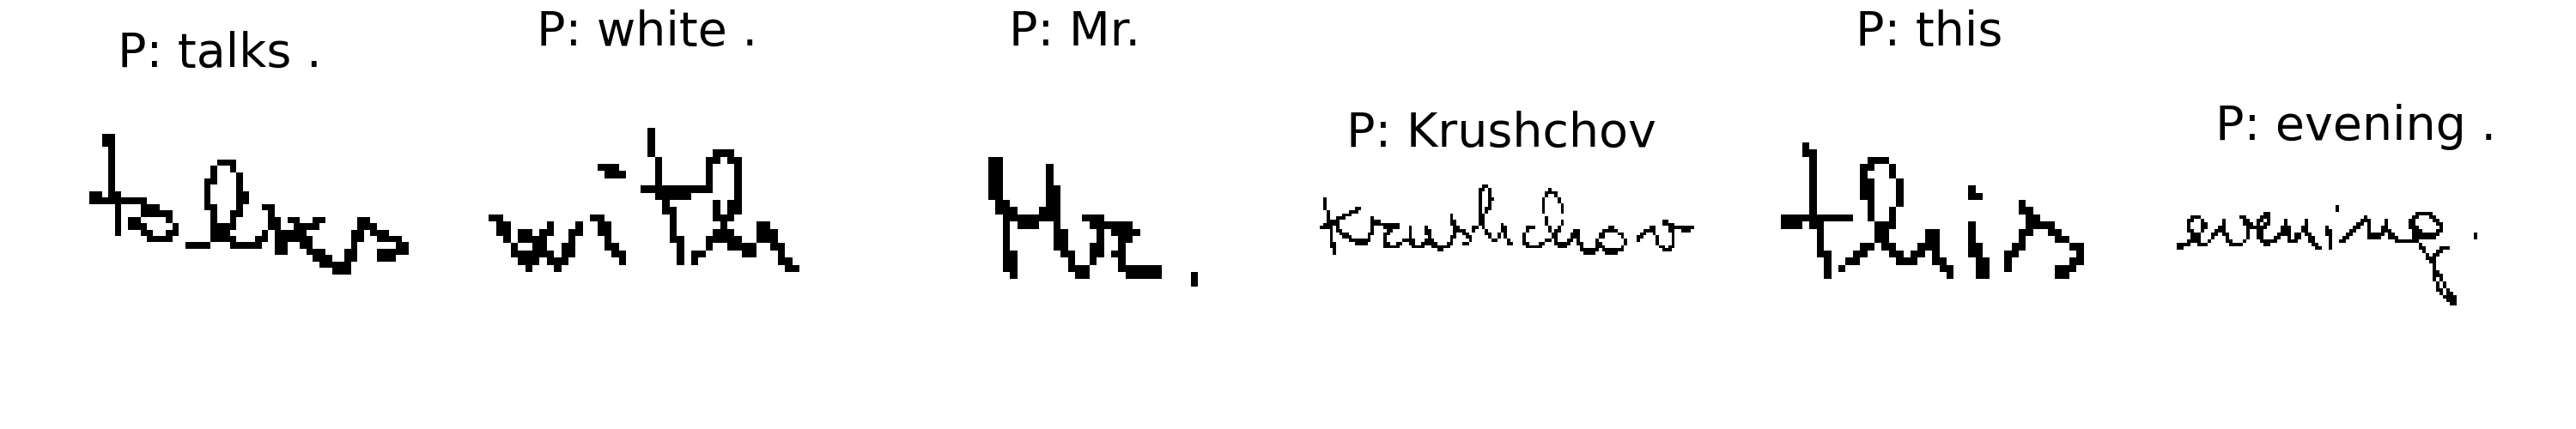 P: talks . P: white . P: Mr. P: Krushchov P: this P: evening .
talks with Mr. Krushchov this evening .